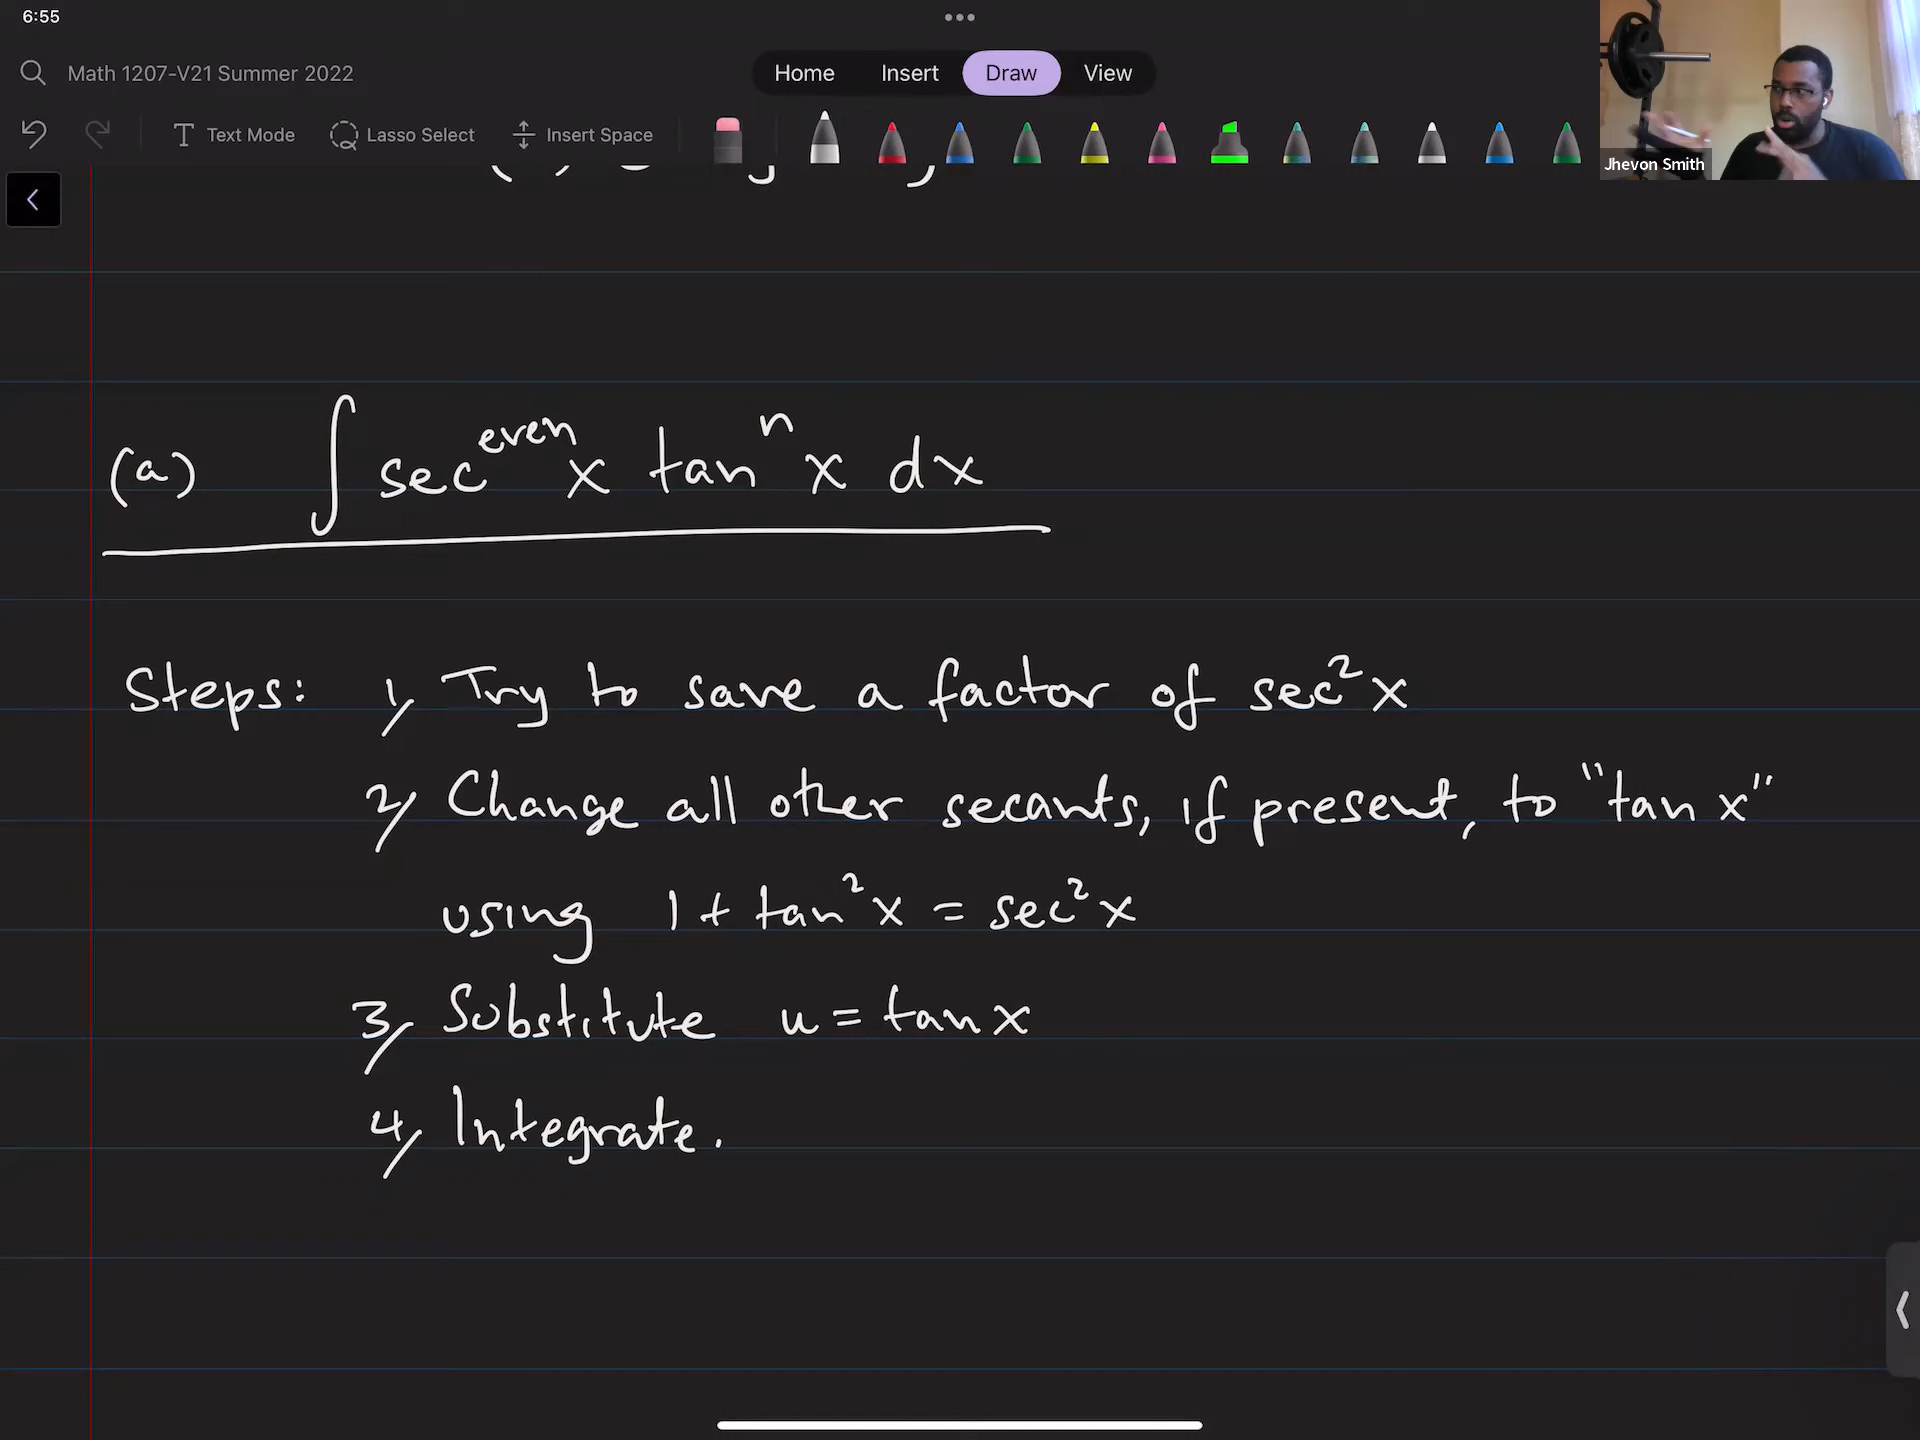 6:55
Math 1207-V21 Summer 2022
Home Insert Draw View
Text Mode Lasso Select Insert Space
Jhevon Smith
(a) ∫ sec^even x tan^n x dx
Steps: 1, Try to save a factor of sec²x
2, Change all other secants, if present, to "tan x"
using 1 + tan²x = sec²x
3, Substitute u = tan x
4, Integrate.